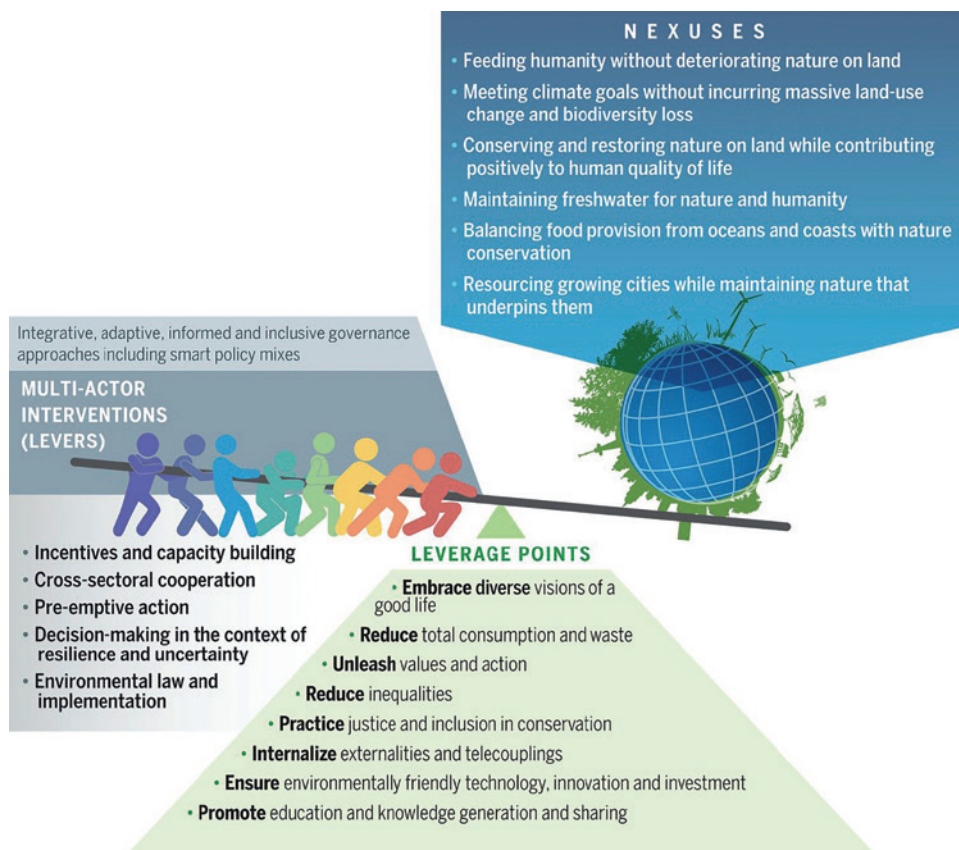 NEXUSES
• Feeding humanity without deteriorating nature on land
• Meeting climate goals without incurring massive land-use
change and biodiversity loss
• Conserving and restoring nature on land while contributing
positively to human quality of life
• Maintaining freshwater for nature and humanity
• Balancing food provision from oceans and coasts with nature
conservation
• Resourcing growing cities while maintaining nature that
underpins them
Integrative, adaptive, informed and inclusive governance
approaches including smart policy mixes
MULTI-ACTOR
INTERVENTIONS
(LEVERS)
• Incentives and capacity building
• Cross-sectoral cooperation
• Pre-emptive action
• Decision-making in the context of
resilience and uncertainty
• Environmental law and
implementation
LEVERAGE POINTS
• Embrace diverse visions of a
good life
• Reduce total consumption and waste
• Unleash values and action
• Reduce inequalities
• Practice justice and inclusion in conservation
• Internalize externalities and telecouplings
• Ensure environmentally friendly technology, innovation and investment
• Promote education and knowledge generation and sharing